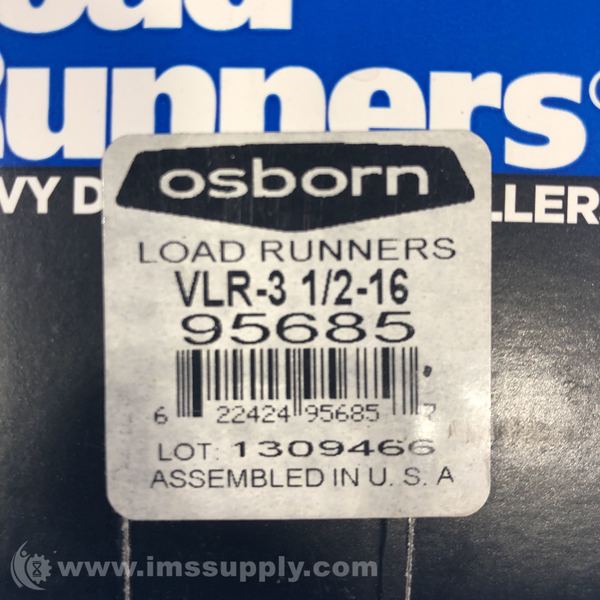 Runners®
osborn
LOAD RUNNERS
VLR-3 1/2-16
95685
6 22424 95685 7
LOT: 1309466
ASSEMBLED IN U. S. A
www.imssupply.com